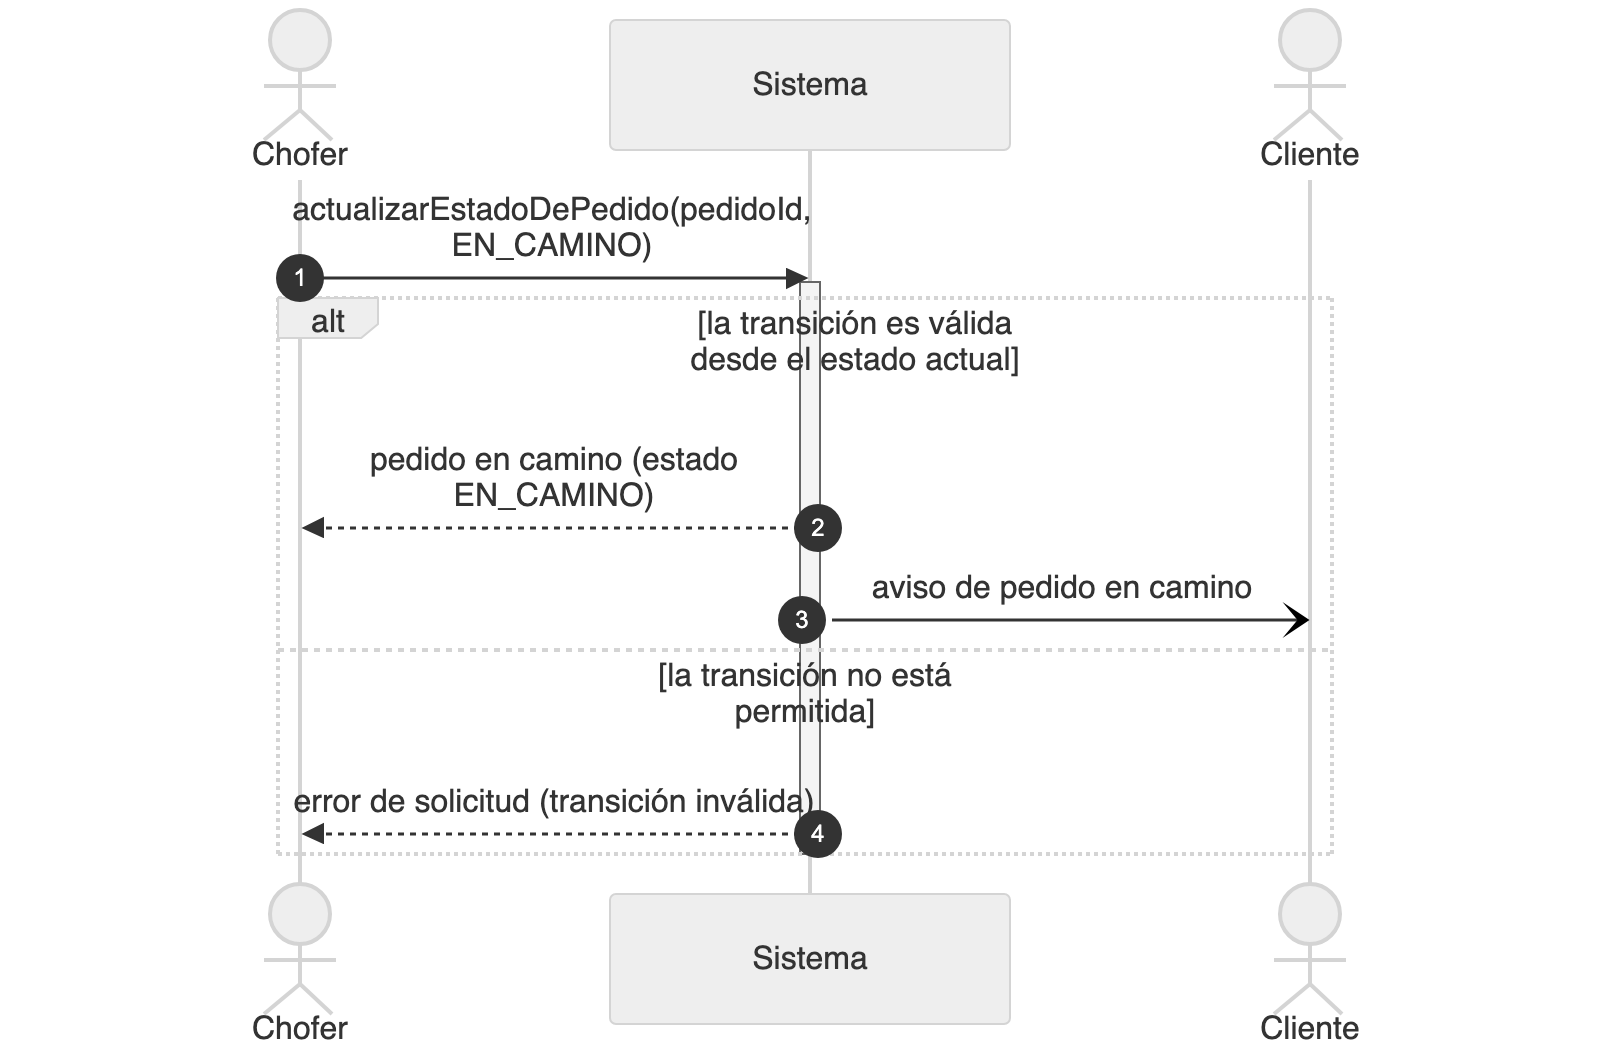 Chofer
Sistema
Cliente
actualizarEstadoDePedido(pedidoId,
EN_CAMINO)
1
alt
[la transición es válida
desde el estado actual]
pedido en camino (estado
EN_CAMINO)
2
aviso de pedido en camino
3
[la transición no está
permitida]
error de solicitud (transición inválida)
4
Chofer
Sistema
Cliente